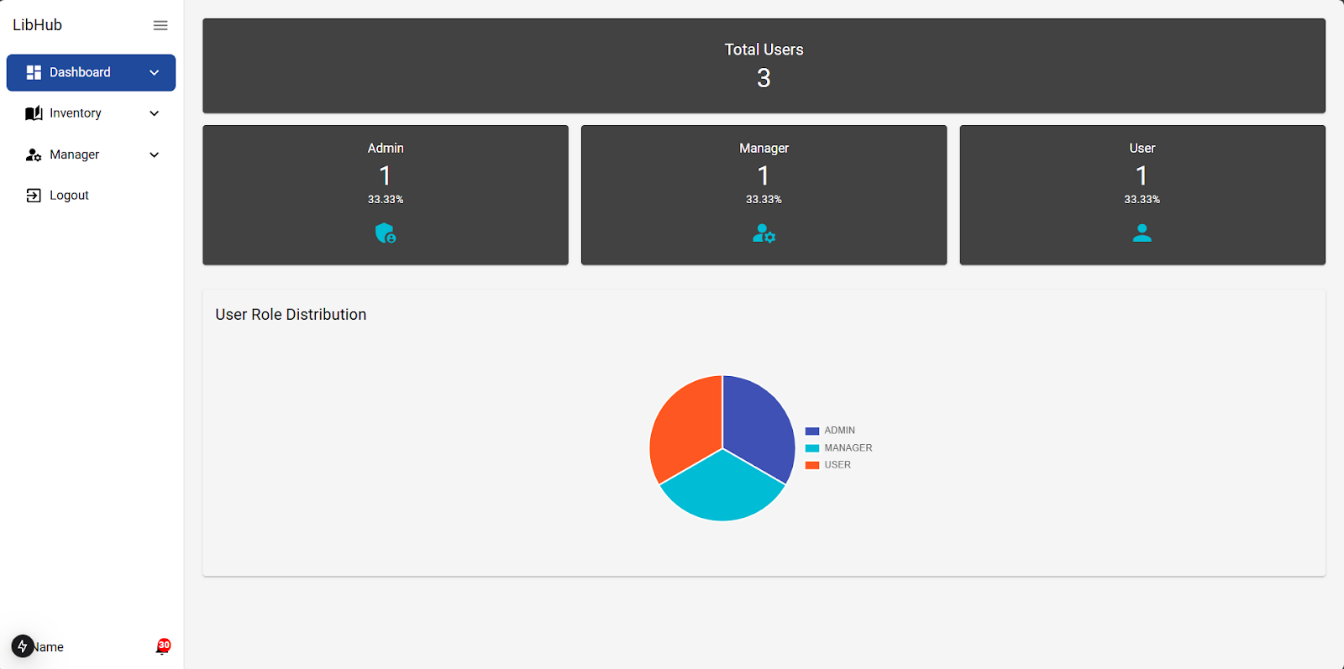 LibHub
Dashboard
Inventory
Manager
Logout
Total Users
3
Admin
1
33.33%
Manager
1
33.33%
User
1
33.33%
User Role Distribution
ADMIN
MANAGER
USER
Name
30